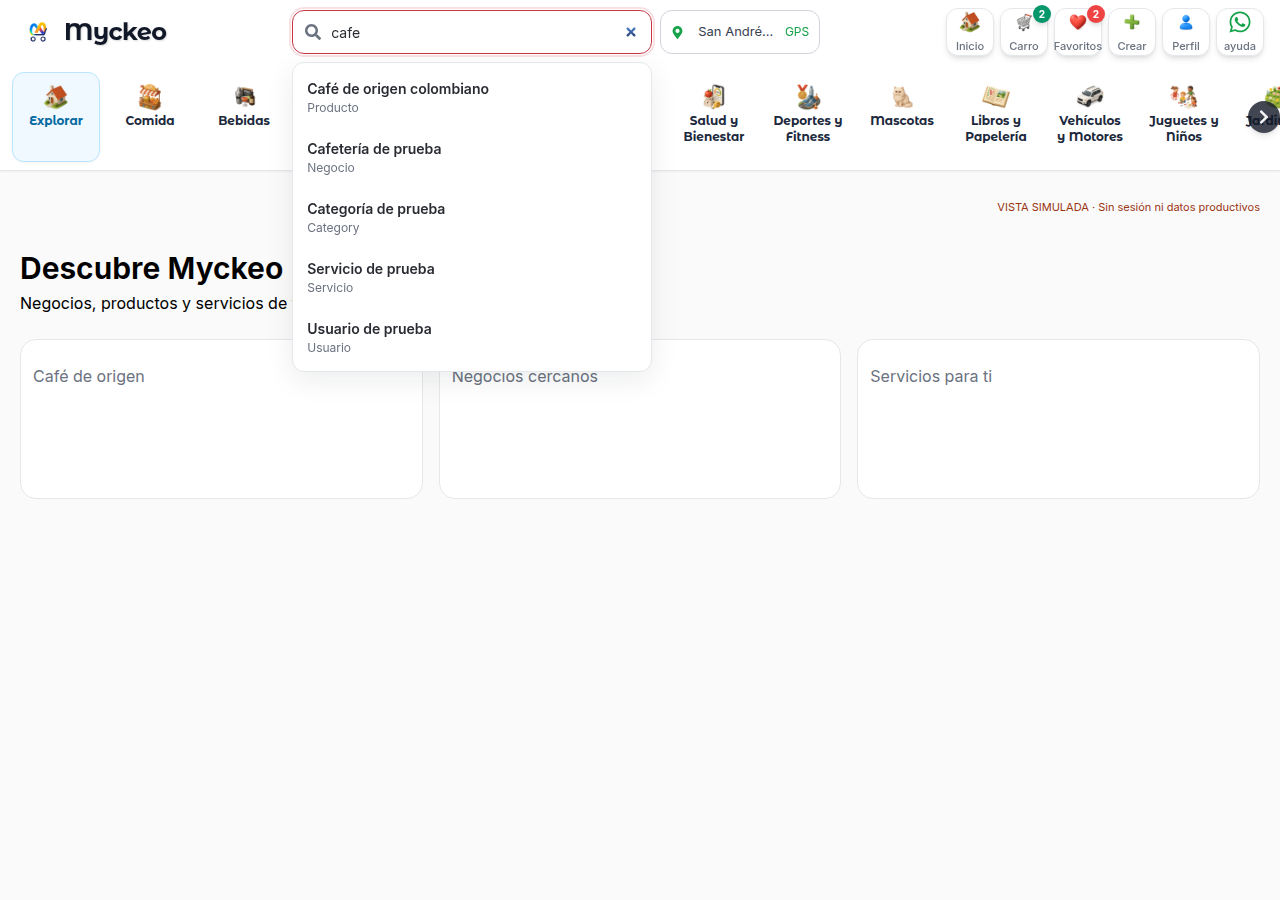 Myckeo
cafe
San André...
GPS
2
2
Inicio
Carro
Favoritos
Crear
Perfil
ayuda
Explorar
Comida
Bebidas
Salud y
Bienestar
Deportes y
Fitness
Mascotas
Libros y
Papelería
Vehículos
y Motores
Juguetes y
Niños
Café de origen colombiano
Producto
Cafetería de prueba
Negocio
Categoría de prueba
Category
Servicio de prueba
Servicio
Usuario de prueba
Usuario
VISTA SIMULADA · Sin sesión ni datos productivos
Descubre Myckeo
Negocios, productos y servicios de
Café de origen
Negocios cercanos
Servicios para ti